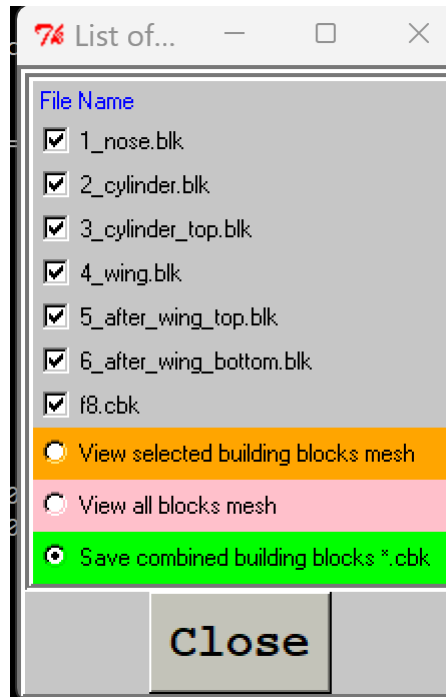 List of...
File Name
1_nose.blk
2_cylinder.blk
3_cylinder_top.blk
4_wing.blk
5_after_wing_top.blk
6_after_wing_bottom.blk
f8.cbk
View selected building blocks mesh
View all blocks mesh
Save combined building blocks *.cbk
Close